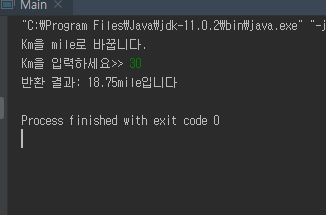 Main
"C:₩Program Files₩Java₩jdk-11.0.2₩bin₩java.exe" "-j
Km을 mile로 바꿉니다.
Km을 입력하세요>> 30
반환 결과: 18.75mile입니다
Process finished with exit code 0